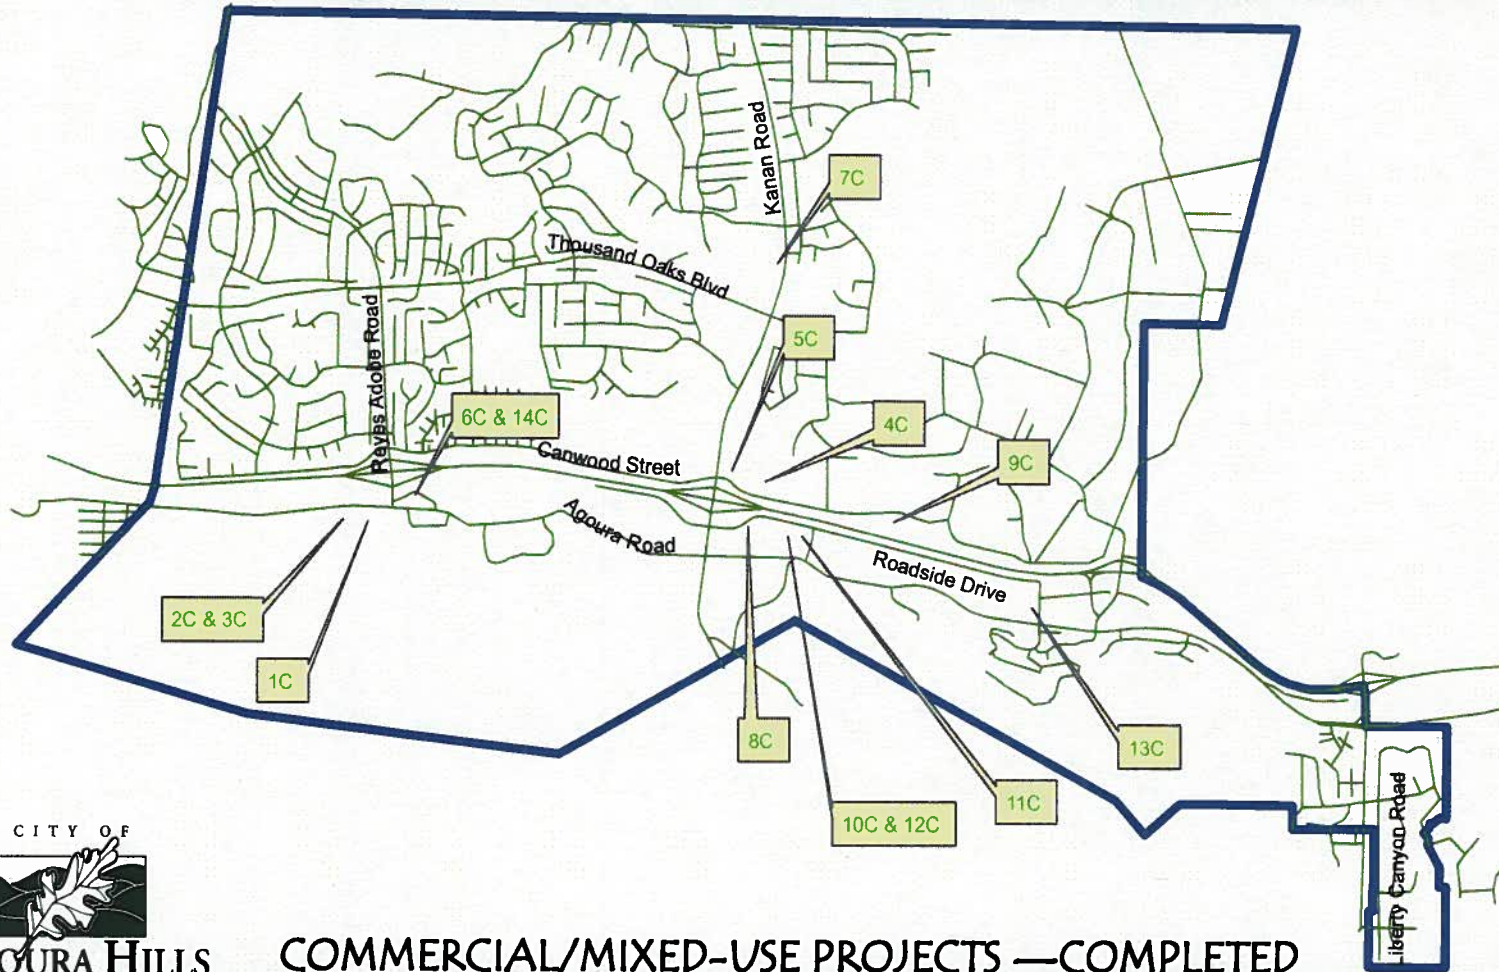 Kanan Road
7C
Thousand Oaks Blvd
5C
Reyes Adobe Road
6C & 14C
4C
Canwood Street
9C
Agoura Road
Roadside Drive
2C & 3C
1C
8C
13C
11C
10C & 12C
Liberty Canyon Road
CITY OF
OURA HILLS
COMMERCIAL/MIXED-USE PROJECTS —COMPLETED